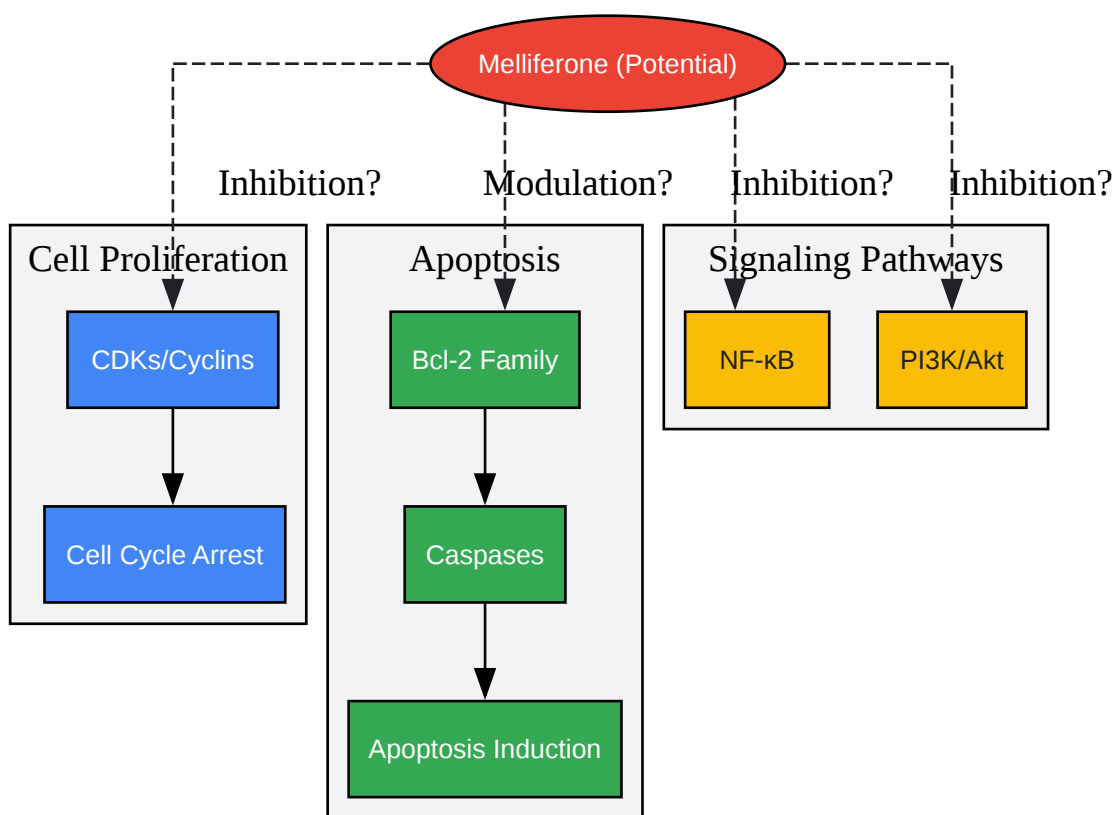 Melliferone (Potential)
Inhibition?
Modulation?
Inhibition?
Inhibition?
Cell Proliferation
Apoptosis
Signaling Pathways
CDKs/Cyclins
Bcl-2 Family
NF-κB
PI3K/Akt
Cell Cycle Arrest
Caspases
Apoptosis Induction